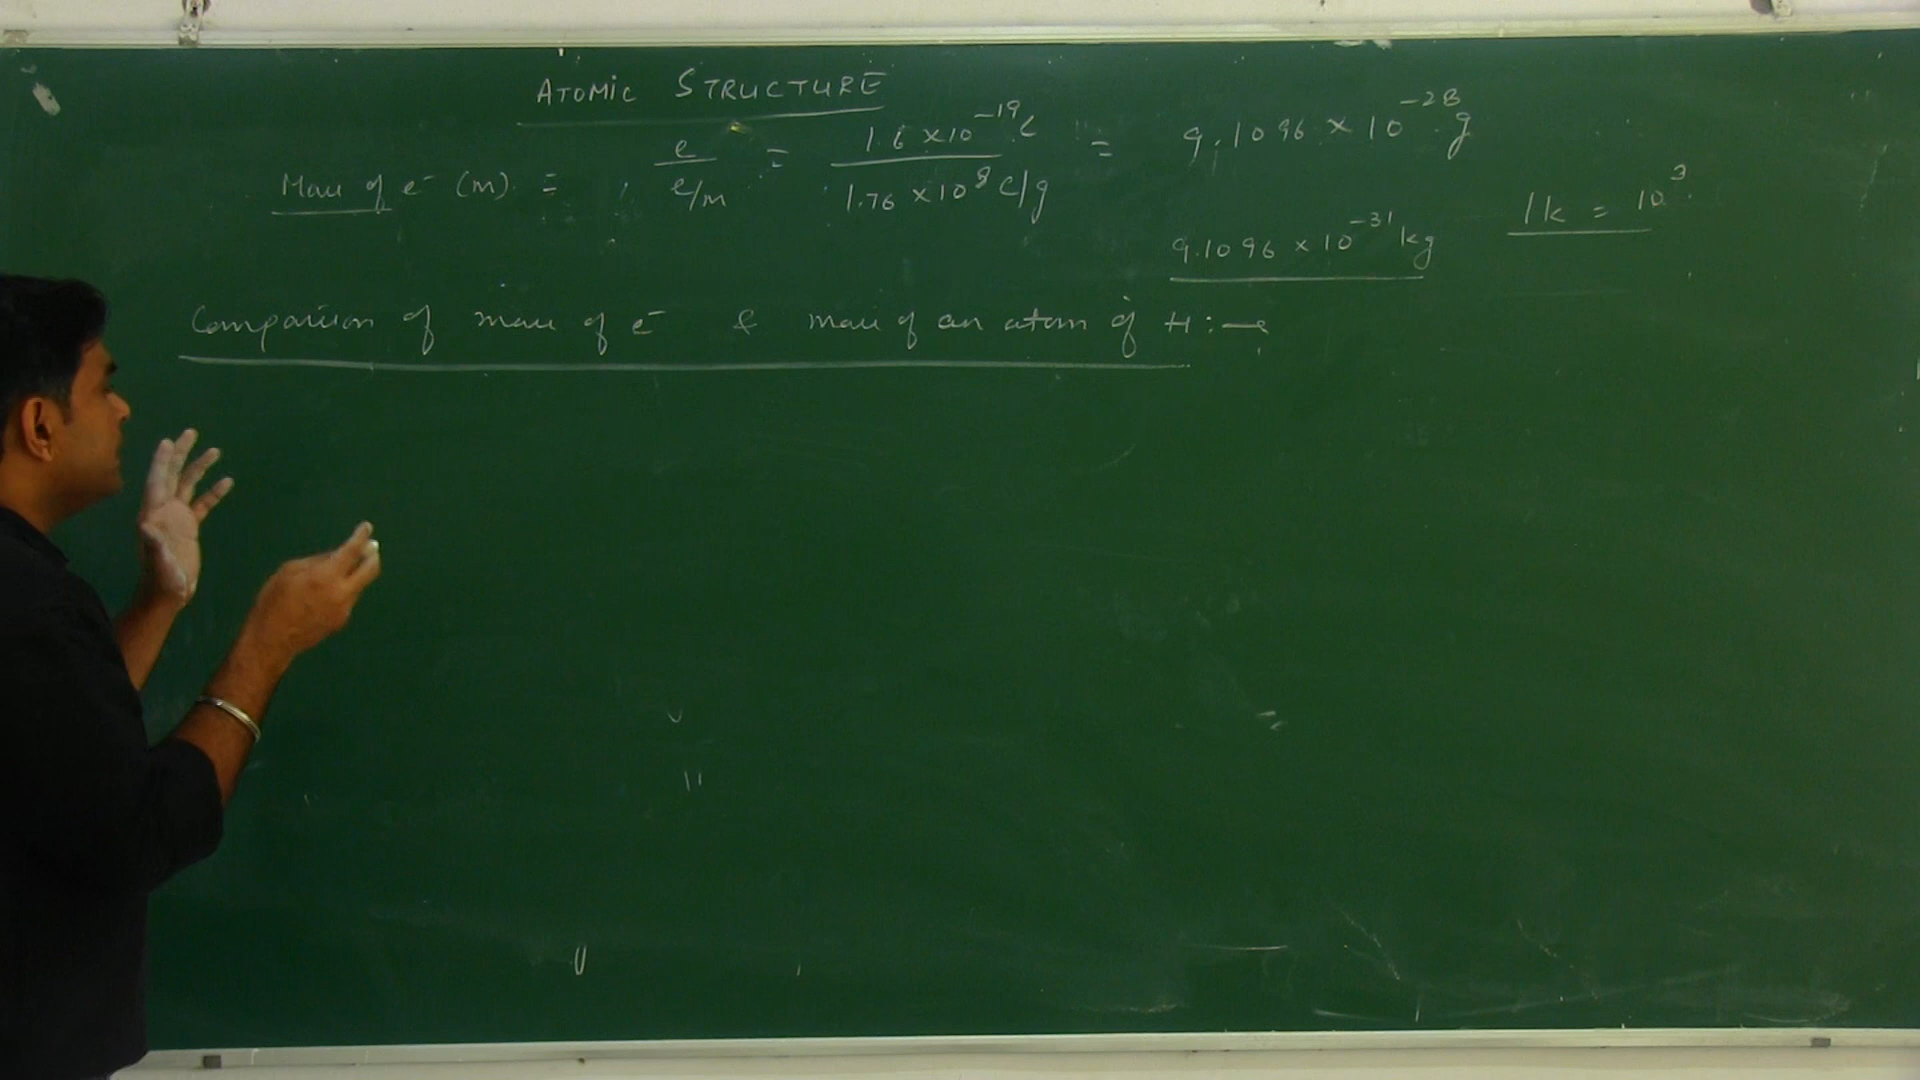 ATOMIC STRUCTURE
Mass of e⁻ (m) = e / e/m = 1.6 × 10⁻¹⁹ C / 1.76 × 10⁸ C/g = 9.1096 × 10⁻²⁸ g
9.1096 × 10⁻³¹ kg
1k = 10³
Comparision of mass of e⁻ & mass of an atom of H :→